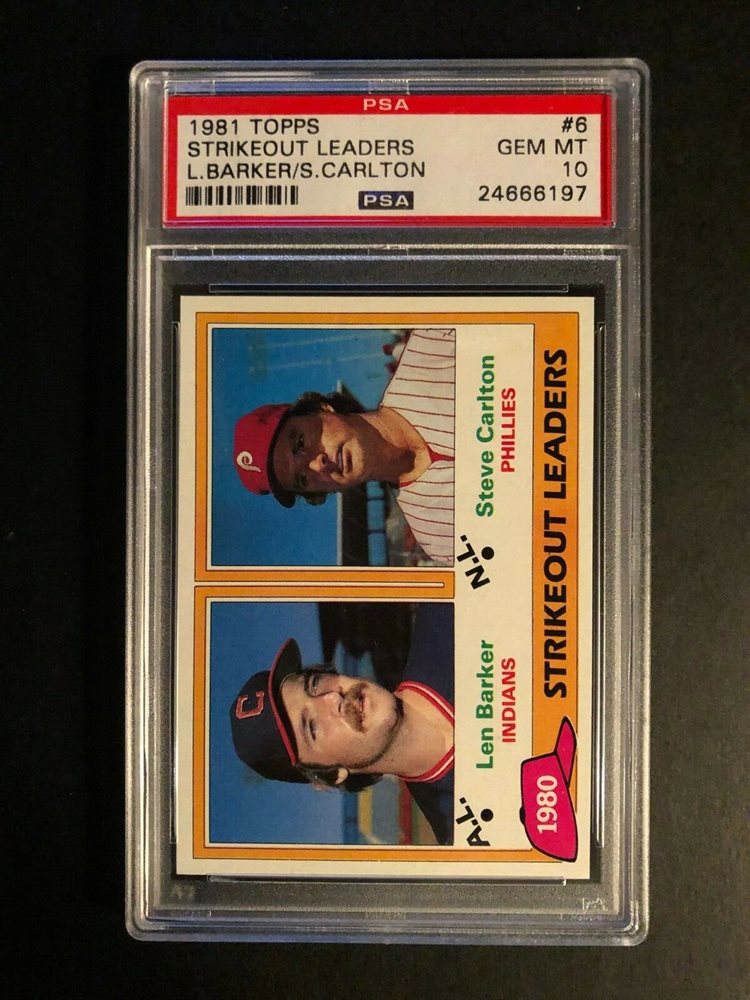 PSA
1981 TOPPS #6
STRIKEOUT LEADERS GEM MT
L.BARKER/S.CARLTON 10
PSA 24666197
P
C
A.L. Len Barker
INDIANS
N.L. Steve Carlton
PHILLIES
1980 STRIKEOUT LEADERS